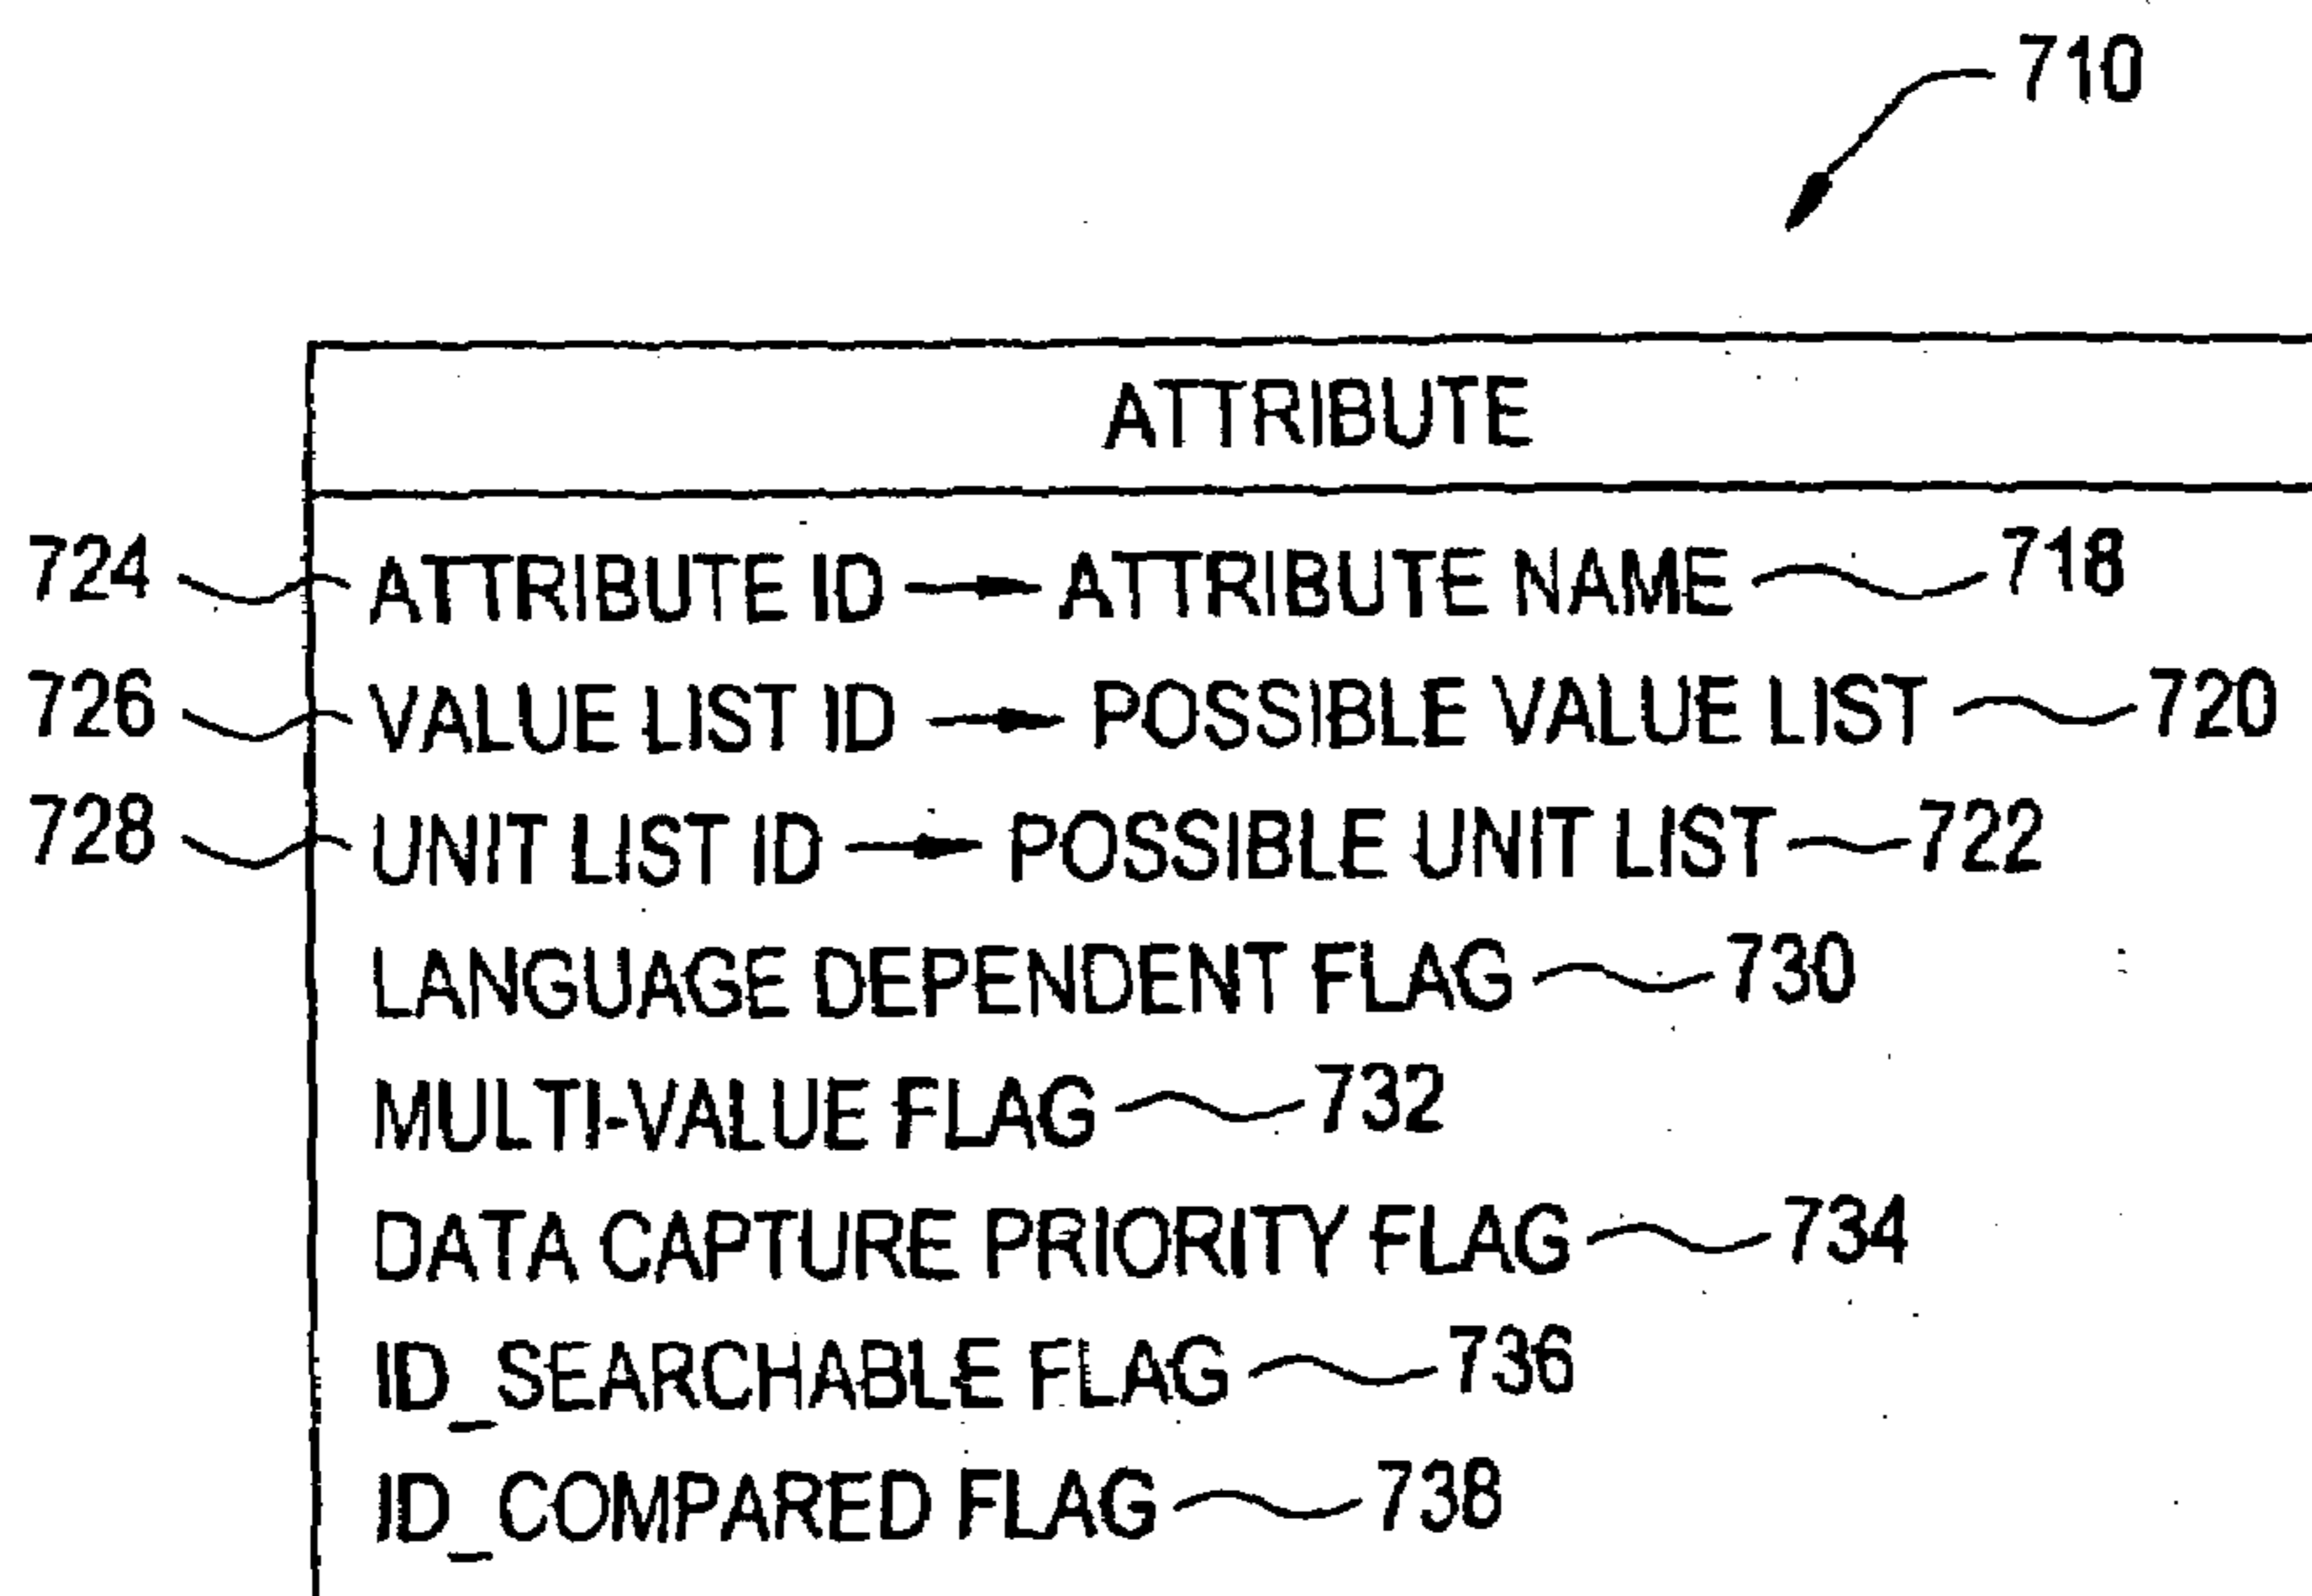 710
ATTRIBUTE
724 ATTRIBUTE ID → ATTRIBUTE NAME 718
726 VALUE LIST ID → POSSIBLE VALUE LIST 720
728 UNIT LIST ID → POSSIBLE UNIT LIST 722
LANGUAGE DEPENDENT FLAG 730
MULTI-VALUE FLAG 732
DATA CAPTURE PRIORITY FLAG 734
ID_SEARCHABLE FLAG 736
ID_COMPARED FLAG 738